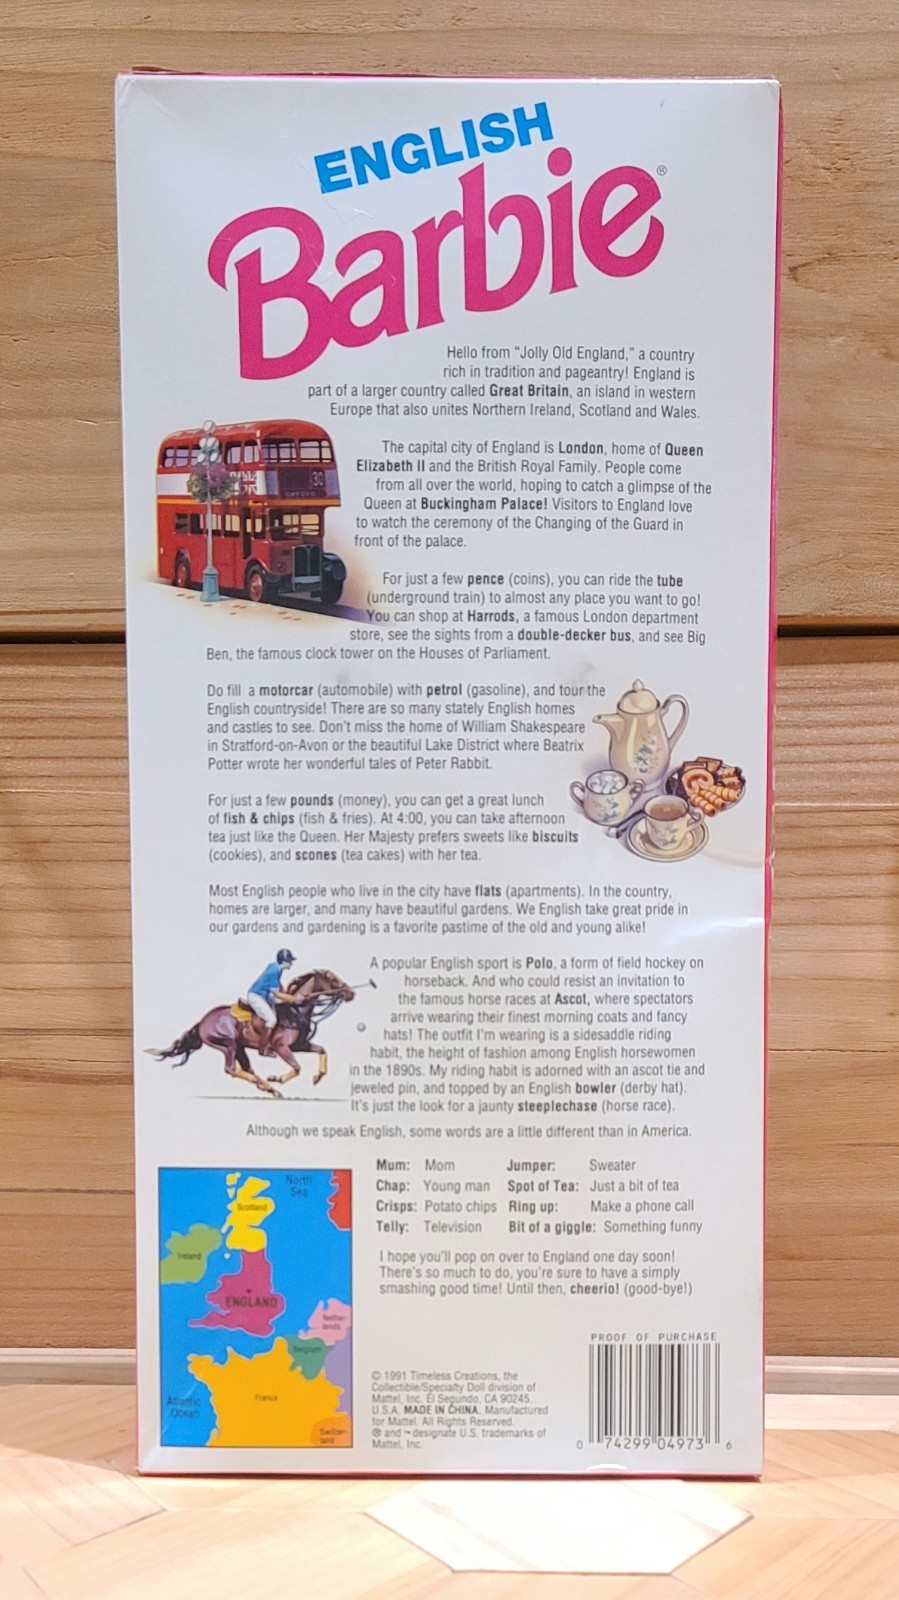 ENGLISH
Barbie®
Hello from "Jolly Old England," a country
rich in tradition and pageantry! England is
part of a larger country called Great Britain, an island in western
Europe that also unites Northern Ireland, Scotland and Wales.
The capital city of England is London, home of Queen
Elizabeth II and the British Royal Family. People come
from all over the world, hoping to catch a glimpse of the
Queen at Buckingham Palace! Visitors to England love
to watch the ceremony of the Changing of the Guard in
front of the palace.
30
For just a few pence (coins), you can ride the tube
(underground train) to almost any place you want to go!
You can shop at Harrods, a famous London department
store, see the sights from a double-decker bus, and see Big
Ben, the famous clock tower on the Houses of Parliament.
Do fill a motorcar (automobile) with petrol (gasoline), and tour the
English countryside! There are so many stately English homes
and castles to see. Don't miss the home of William Shakespeare
in Stratford-on-Avon or the beautiful Lake District where Beatrix
Potter wrote her wonderful tales of Peter Rabbit.
For just a few pounds (money), you can get a great lunch
of fish & chips (fish & fries). At 4:00, you can take afternoon
tea just like the Queen. Her Majesty prefers sweets like biscuits
(cookies), and scones (tea cakes) with her tea.
Most English people who live in the city have flats (apartments). In the country,
homes are larger, and many have beautiful gardens. We English take great pride in
our gardens and gardening is a favorite pastime of the old and young alike!
A popular English sport is Polo, a form of field hockey on
horseback. And who could resist an invitation to
the famous horse races at Ascot, where spectators
arrive wearing their finest morning coats and fancy
hats! The outfit I'm wearing is a sidesaddle riding
habit, the height of fashion among English horsewomen
in the 1890s. My riding habit is adorned with an ascot tie and
jeweled pin, and topped by an English bowler (derby hat).
It's just the look for a jaunty steeplechase (horse race).
Although we speak English, some words are a little different than in America.
Mum: Mom Jumper: Sweater
Chap: Young man Spot of Tea: Just a bit of tea
Crisps: Potato chips Ring up: Make a phone call
Telly: Television Bit of a giggle: Something funny
I hope you'll pop on over to England one day soon!
There's so much to do, you're sure to have a simply
smashing good time! Until then, cheerio! (good-bye!)
North
Sea
Scotland
Ireland
ENGLAND
Nether-
lands
Belgium
France
Atlantic
Ocean
Switzer-
land
© 1991 Timeless Creations, the
Collectible/Specialty Doll division of
Mattel, Inc. El Segundo, CA 90245.
U.S.A. MADE IN CHINA. Manufactured
for Mattel. All Rights Reserved.
® and ™ designate U.S. trademarks of
Mattel, Inc.
PROOF OF PURCHASE
0 74299 04973 6